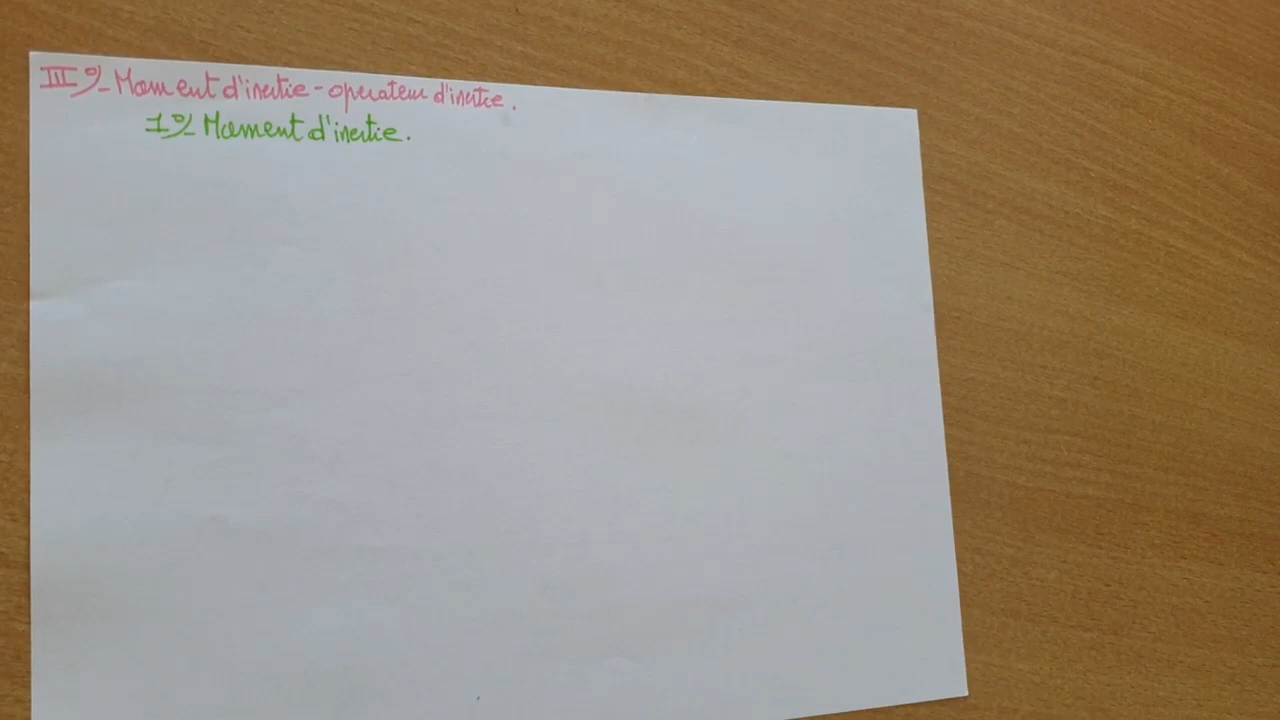 III°/- Moment d'inertie - operateur d'inertie.
1°/- Moment d'inertie.